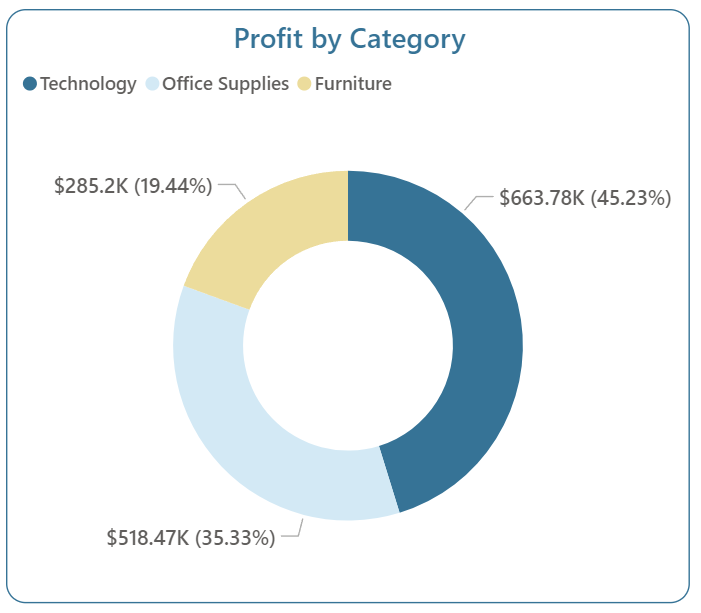 Profit by Category
Technology Office Supplies Furniture
$285.2K (19.44%)
$663.78K (45.23%)
$518.47K (35.33%)